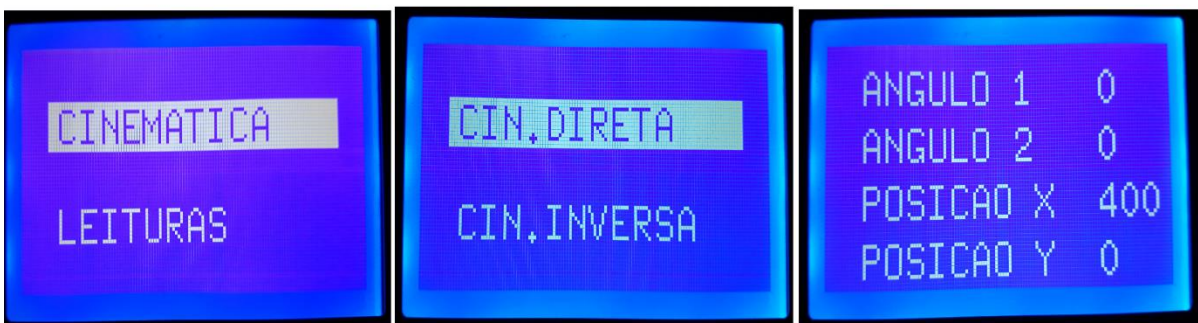 CINEMATICA
LEITURAS
CIN.DIRETA
CIN.INVERSA
ANGULO 1 0
ANGULO 2 0
POSICAO X 400
POSICAO Y 0